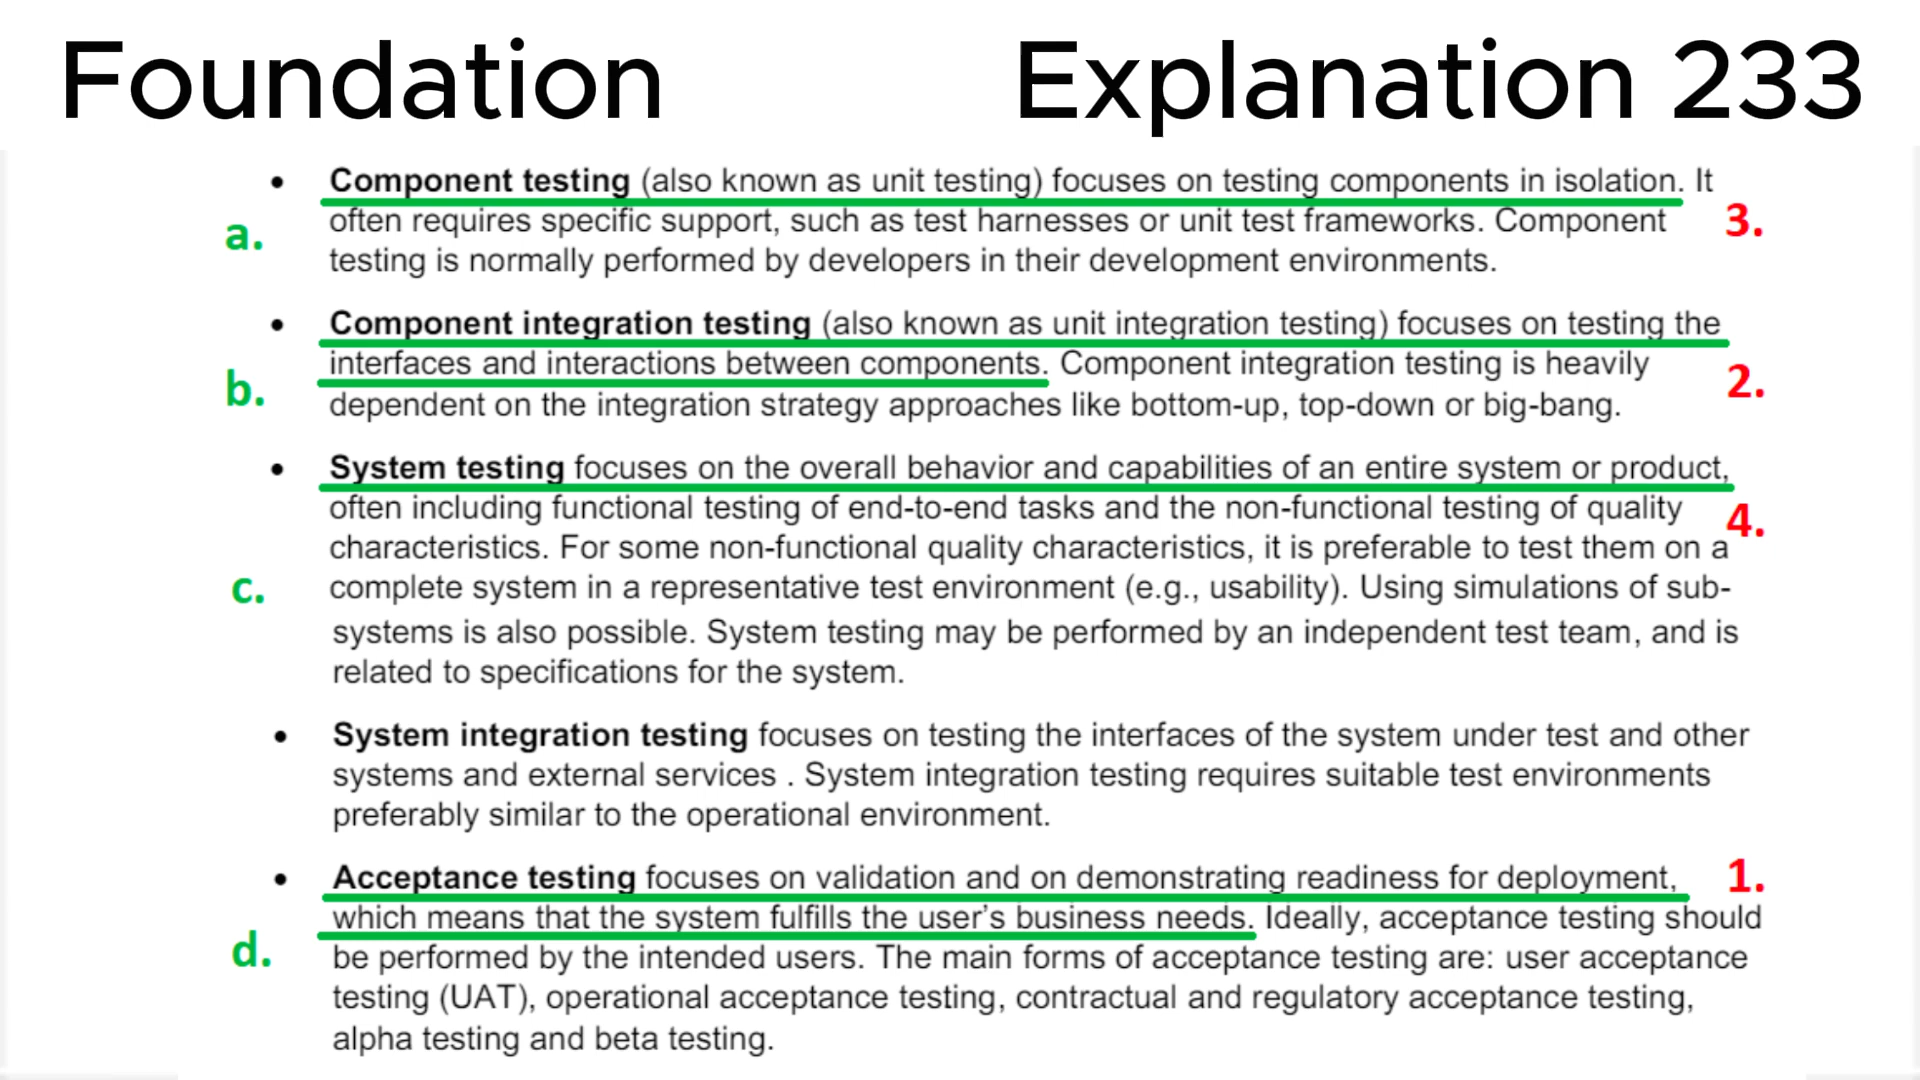 Foundation Explanation 233
• Component testing (also known as unit testing) focuses on testing components in isolation. It
a. often requires specific support, such as test harnesses or unit test frameworks. Component 3.
testing is normally performed by developers in their development environments.
• Component integration testing (also known as unit integration testing) focuses on testing the
b. interfaces and interactions between components. Component integration testing is heavily 2.
dependent on the integration strategy approaches like bottom-up, top-down or big-bang.
• System testing focuses on the overall behavior and capabilities of an entire system or product,
often including functional testing of end-to-end tasks and the non-functional testing of quality 4.
characteristics. For some non-functional quality characteristics, it is preferable to test them on a
c. complete system in a representative test environment (e.g., usability). Using simulations of sub-
systems is also possible. System testing may be performed by an independent test team, and is
related to specifications for the system.
• System integration testing focuses on testing the interfaces of the system under test and other
systems and external services . System integration testing requires suitable test environments
preferably similar to the operational environment.
• Acceptance testing focuses on validation and on demonstrating readiness for deployment, 1.
which means that the system fulfills the user’s business needs. Ideally, acceptance testing should
d. be performed by the intended users. The main forms of acceptance testing are: user acceptance
testing (UAT), operational acceptance testing, contractual and regulatory acceptance testing,
alpha testing and beta testing.